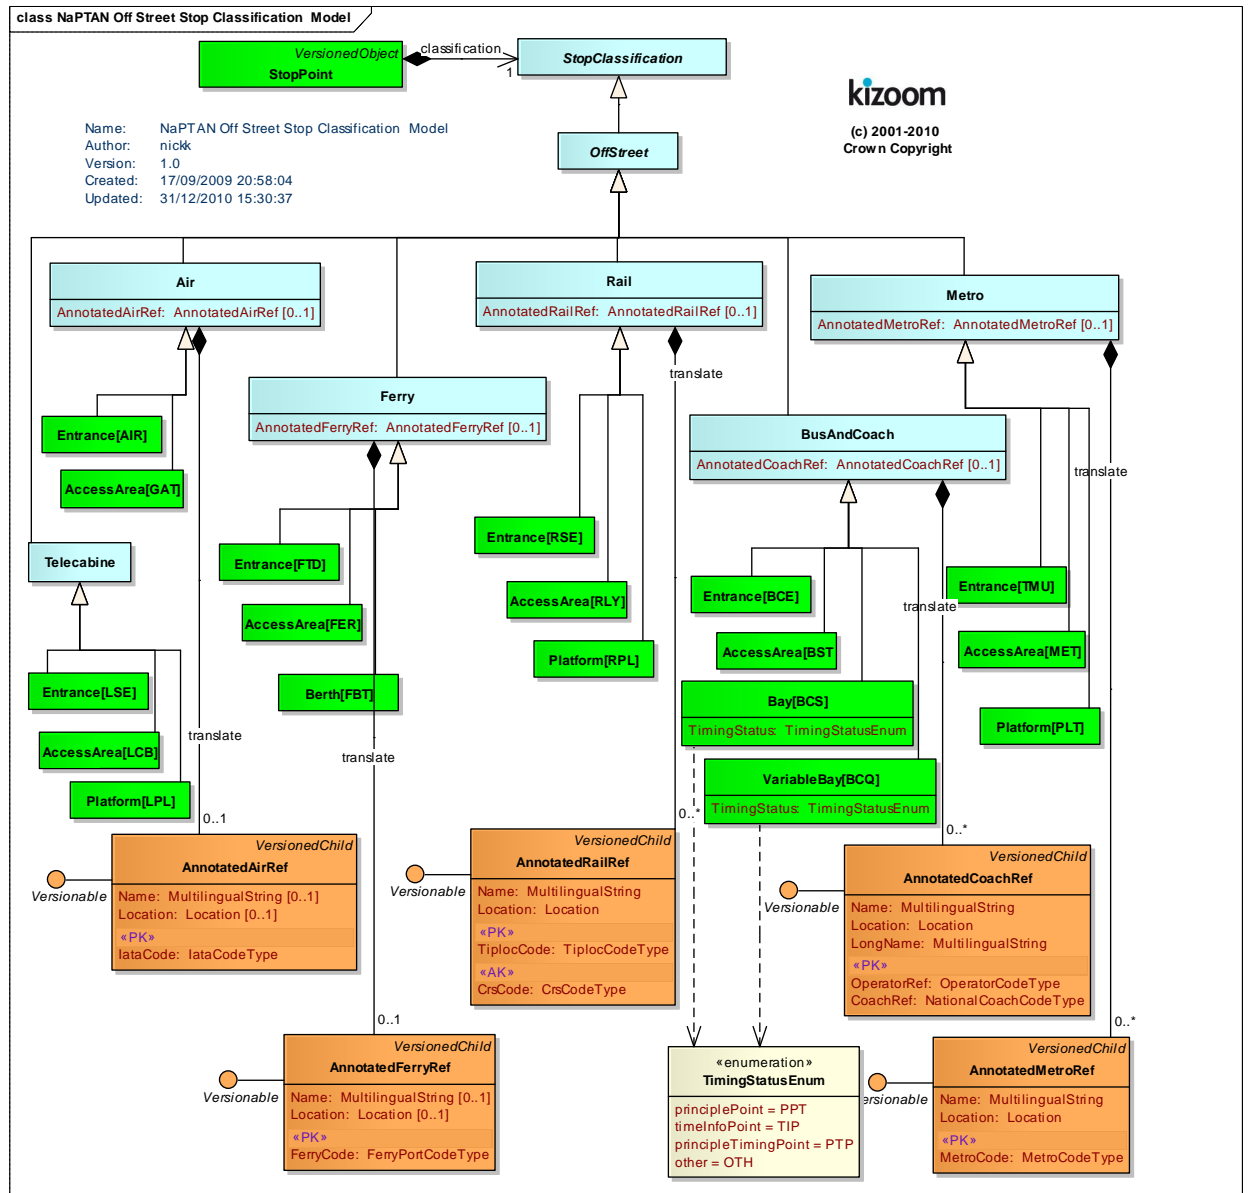 class NaPTAN Off Street Stop Classification Model
VersionedObject
StopPoint
classification
1
StopClassification
kizoom
(c) 2001-2010
Crown Copyright
Name: NaPTAN Off Street Stop Classification Model
Author: nickk
Version: 1.0
Created: 17/09/2009 20:58:04
Updated: 31/12/2010 15:30:37
OffStreet
Air
AnnotatedAirRef: AnnotatedAirRef [0..1]
Rail
AnnotatedRailRef: AnnotatedRailRef [0..1]
Metro
AnnotatedMetroRef: AnnotatedMetroRef [0..1]
translate
Ferry
AnnotatedFerryRef: AnnotatedFerryRef [0..1]
BusAndCoach
AnnotatedCoachRef: AnnotatedCoachRef [0..1]
translate
Entrance[AIR]
AccessArea[GAT]
Telecabine
Entrance[FTD]
AccessArea[FER]
Berth[FBT]
Entrance[RSE]
AccessArea[RLY]
Platform[RPL]
Entrance[BCE]
AccessArea[BST
translate
Entrance[TMU]
AccessArea[MET]
Platform[PLT]
Bay[BCS]
TimingStatus: TimingStatusEnum
VariableBay[BCQ]
TimingStatus: TimingStatusEnum
Entrance[LSE]
AccessArea[LCB]
Platform[LPL]
translate
translate
0..1
0..*
0..*
VersionedChild
AnnotatedAirRef
Name: MultilingualString [0..1]
Location: Location [0..1]
«PK»
IataCode: IataCodeType
Versionable
VersionedChild
AnnotatedRailRef
Name: MultilingualString
Location: Location
«PK»
TiplocCode: TiplocCodeType
«AK»
CrsCode: CrsCodeType
Versionable
VersionedChild
AnnotatedCoachRef
Name: MultilingualString
Location: Location
LongName: MultilingualString
«PK»
OperatorRef: OperatorCodeType
CoachRef: NationalCoachCodeType
Versionable
0..1
0..*
VersionedChild
AnnotatedFerryRef
Name: MultilingualString [0..1]
Location: Location [0..1]
«PK»
FerryCode: FerryPortCodeType
Versionable
«enumeration»
TimingStatusEnum
principlePoint = PPT
timeInfoPoint = TIP
principleTimingPoint = PTP
other = OTH
VersionedChild
AnnotatedMetroRef
Name: MultilingualString
Location: Location
«PK»
MetroCode: MetroCodeType
ersionable